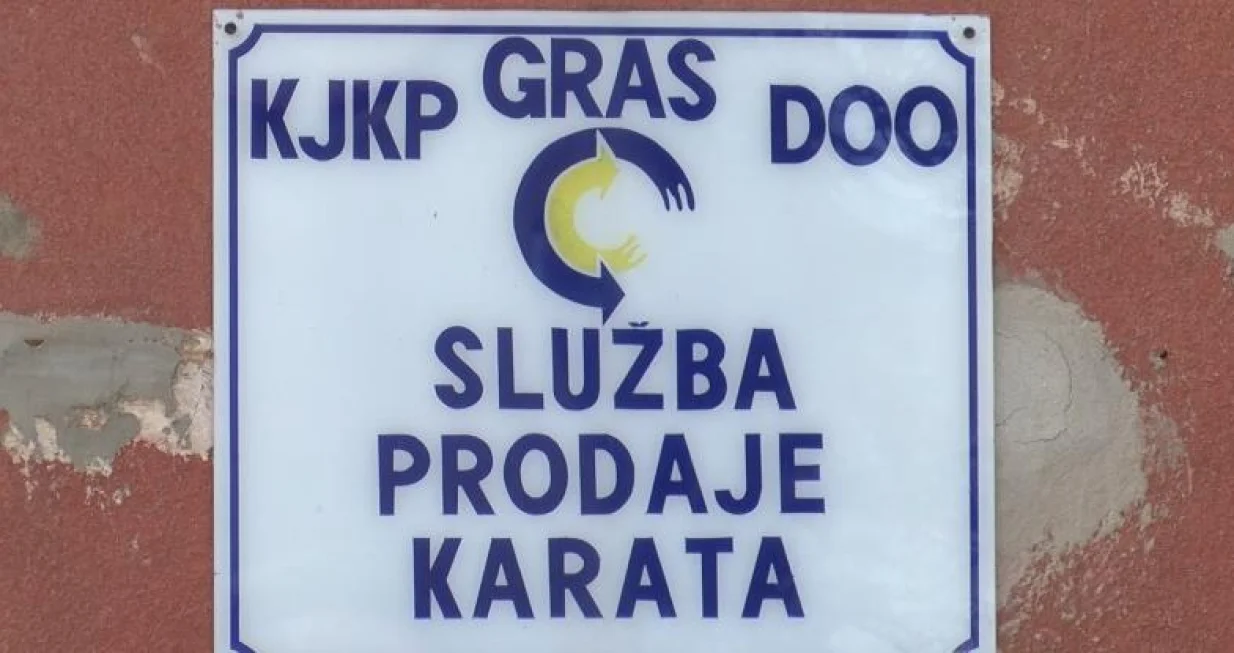 KJKP GRAS DOO
SLUŽBA
PRODAJE
KARATA